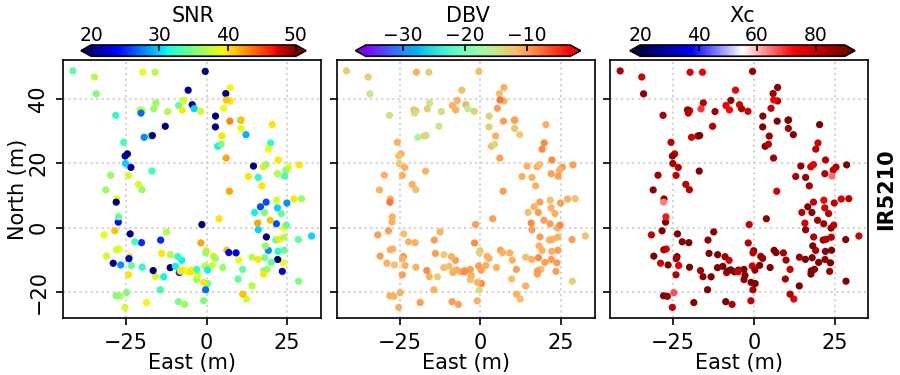 SNR DBV Xc
20 30 40 50 −30 −20 −10 20 40 60 80
North (m)
40
20
0
−20
−25 0 25 −25 0 25 −25 0 25
East (m) East (m) East (m)
IR5210